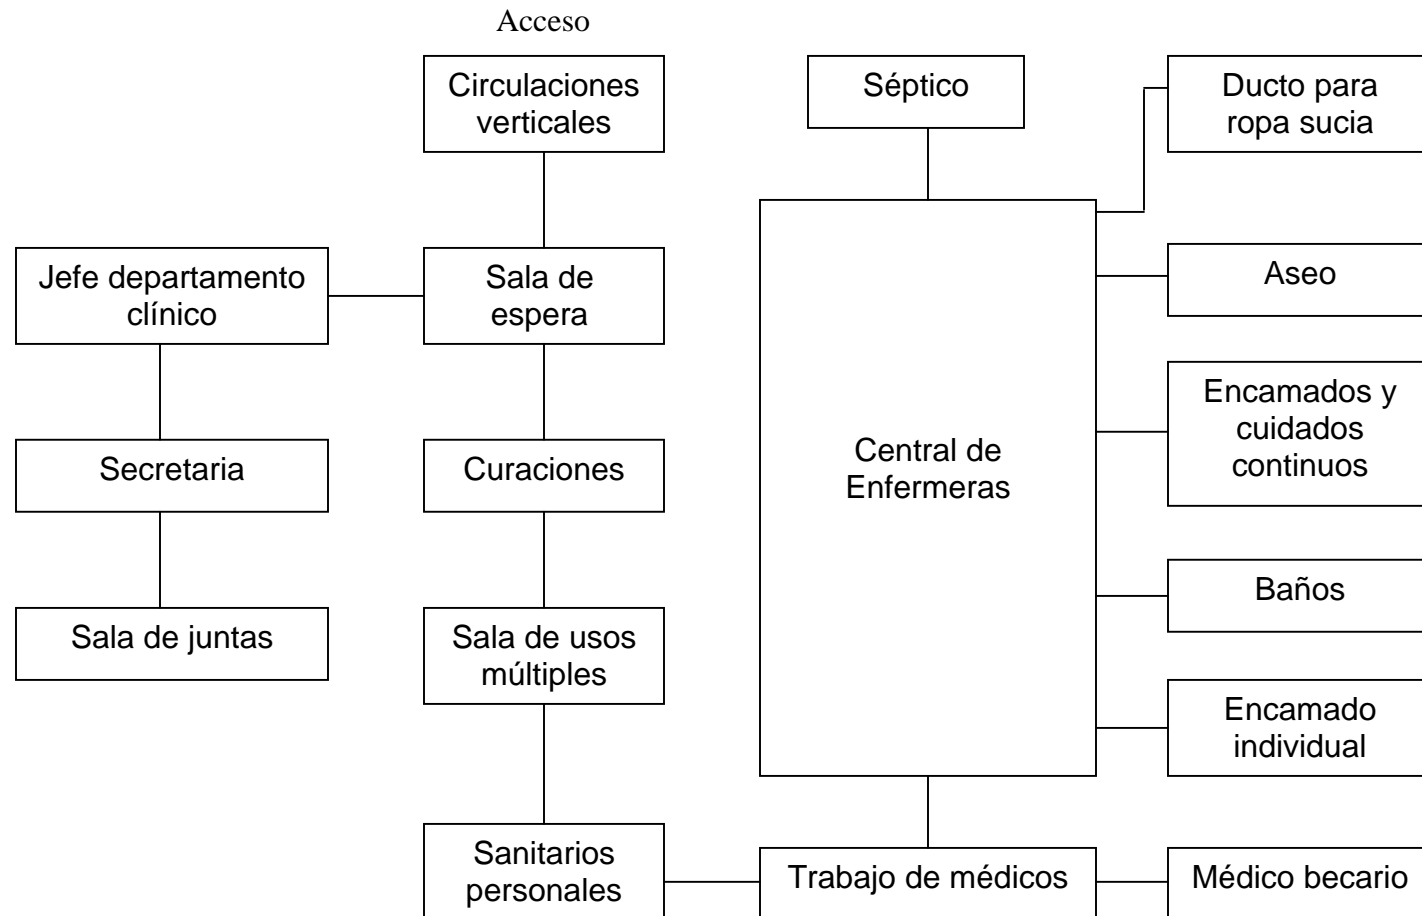 Acceso
Circulaciones
verticales
Séptico
Ducto para
ropa sucia
Jefe departamento
clínico
Sala de
espera
Aseo
Encamados y
cuidados
continuos
Secretaria
Curaciones
Central de
Enfermeras
Baños
Sala de juntas
Sala de usos
múltiples
Encamado
individual
Sanitarios
personales
Trabajo de médicos
Médico becario